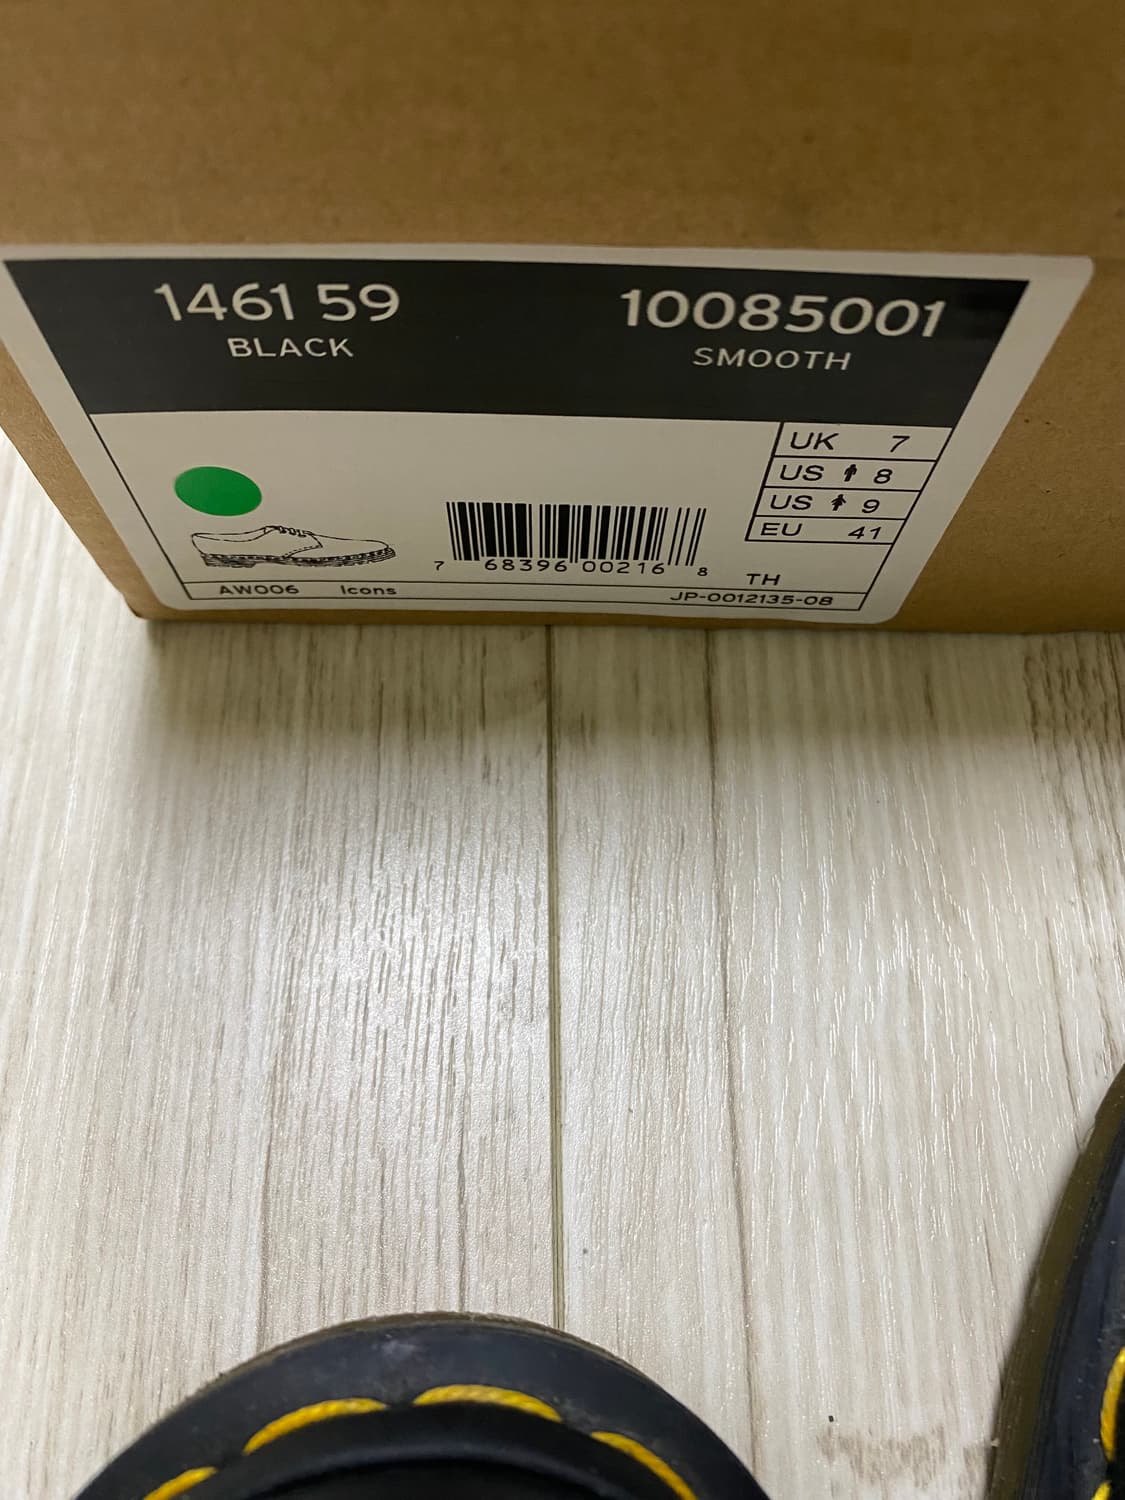 1461 59
BLACK
10085001
SMOOTH
UK 7
US 8
US 9
EU 41
7 68396 00216 8
TH
AW006 Icons
JP-0012135-08